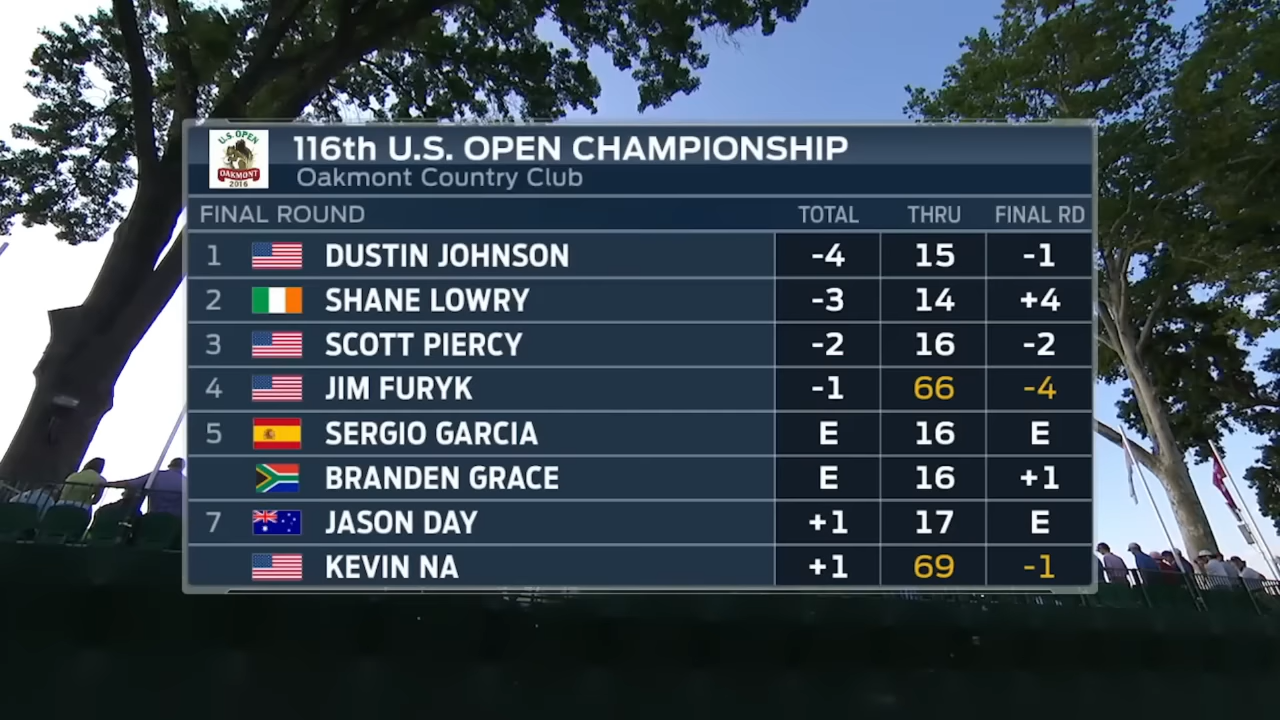 U.S. OPEN
OAKMONT
2016
116th U.S. OPEN CHAMPIONSHIP
Oakmont Country Club
FINAL ROUND TOTAL THRU FINAL RD
1 DUSTIN JOHNSON -4 15 -1
2 SHANE LOWRY -3 14 +4
3 SCOTT PIERCY -2 16 -2
4 JIM FURYK -1 66 -4
5 SERGIO GARCIA E 16 E
BRANDEN GRACE E 16 +1
7 JASON DAY +1 17 E
KEVIN NA +1 69 -1